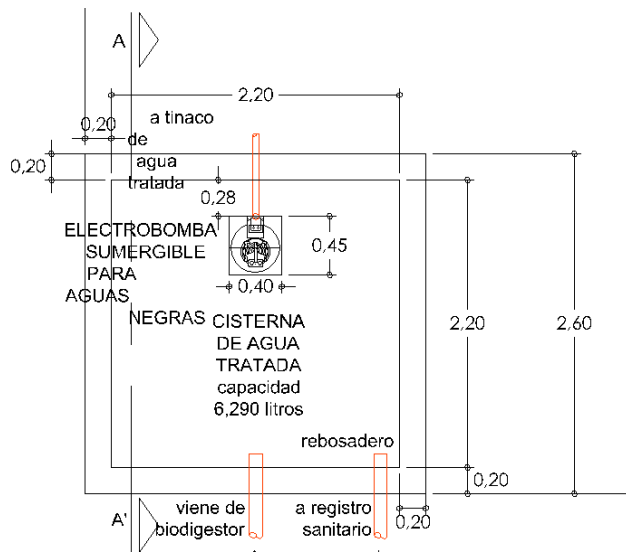 A
2,20
0,20
a tinaco
de
agua
tratada
0,20
0,28
ELECTROBOMBA
SUMERGIBLE
PARA
AGUAS
NEGRAS
0,45
0,40
CISTERNA
DE AGUA
TRATADA
capacidad
6,290 litros
2,20
2,60
rebosadero
0,20
viene de
biodigestor
a registro
sanitario
0,20
A'